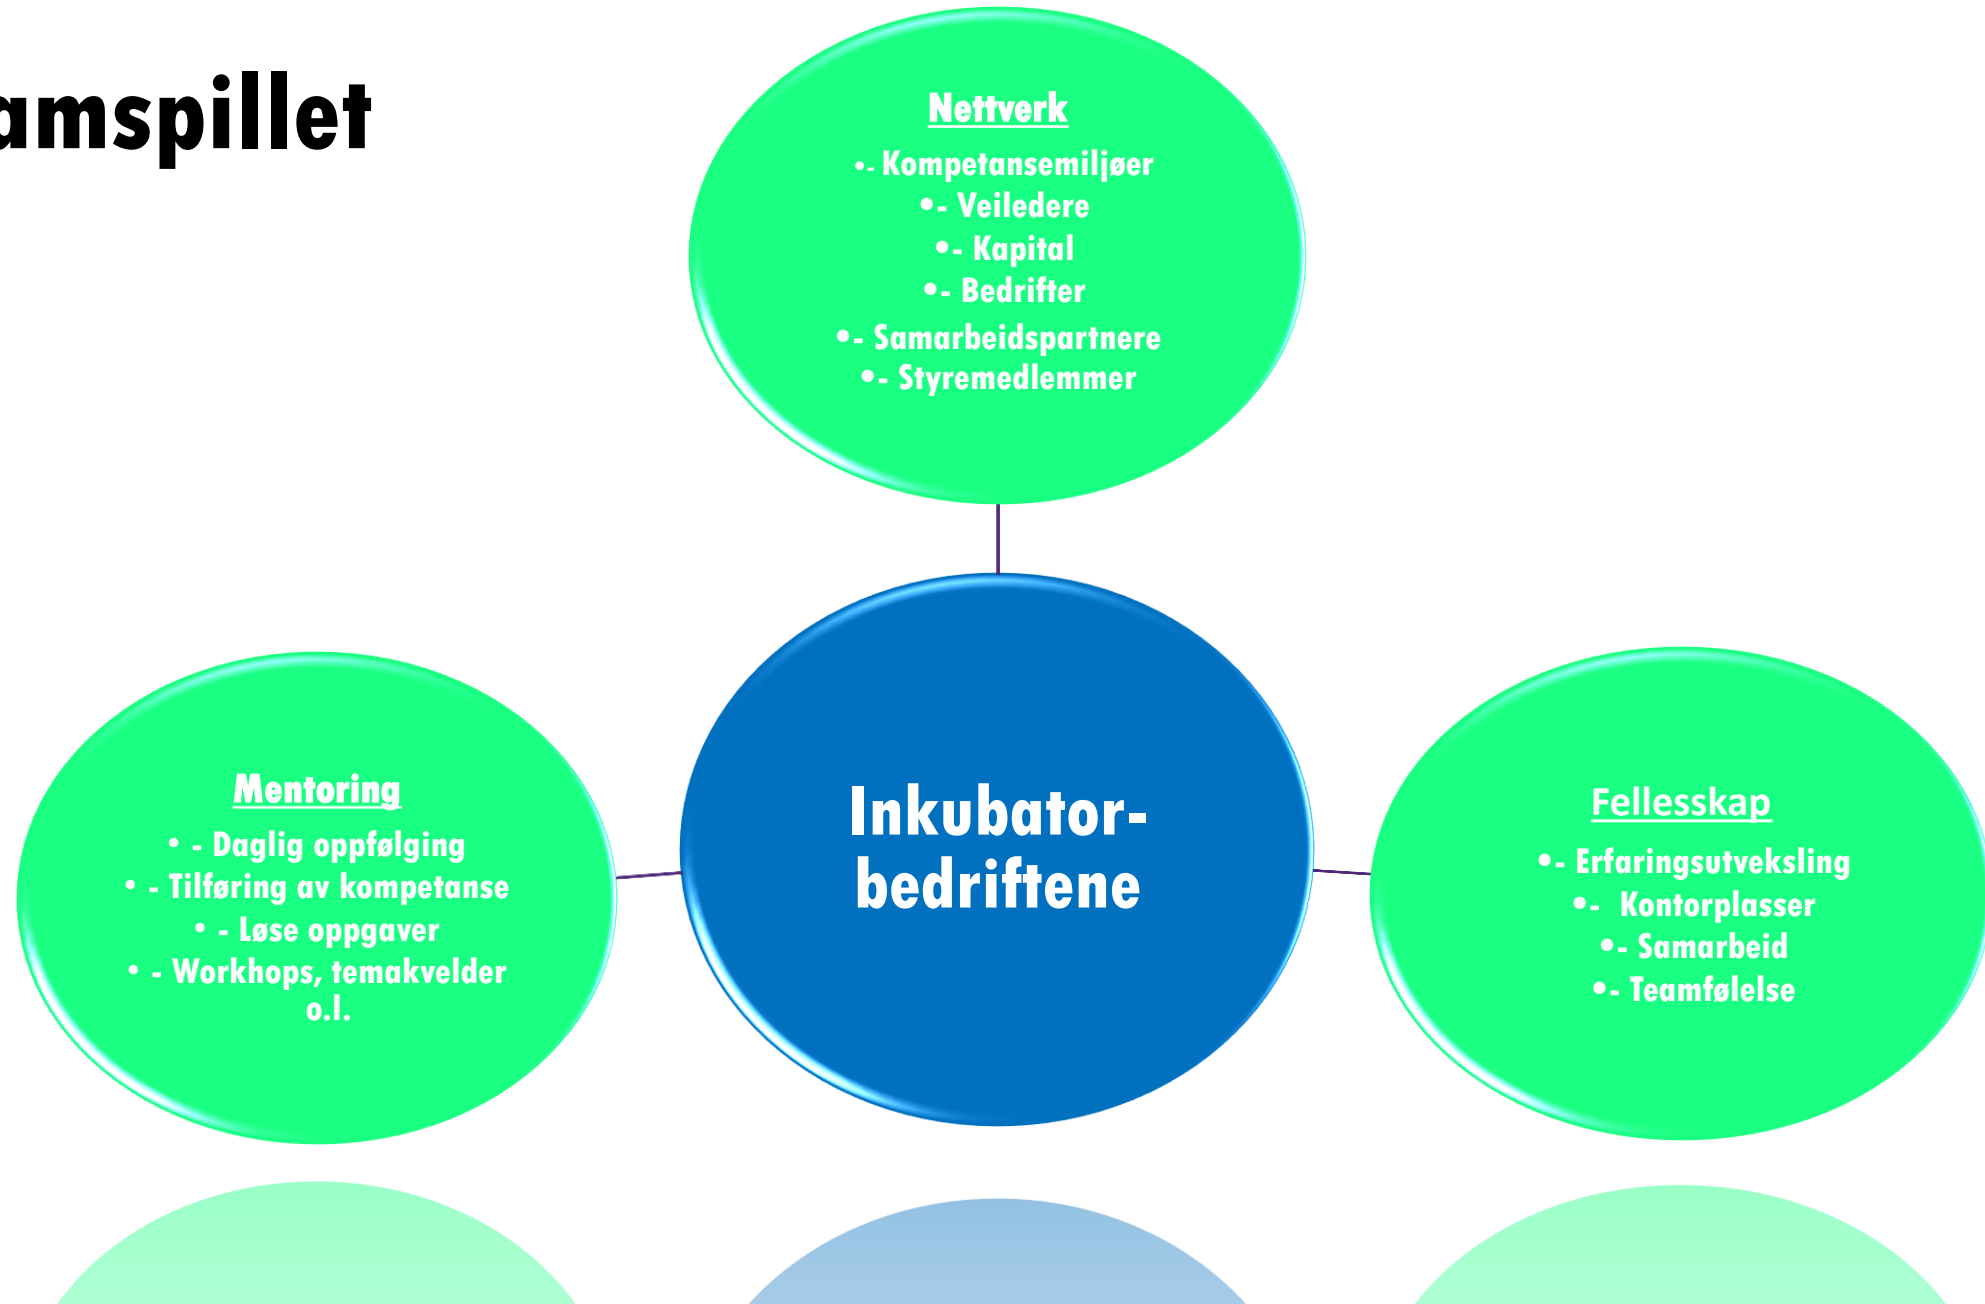 amspillet
Nettverk
•- Kompetansemiljøer
•- Veiledere
•- Kapital
•- Bedrifter
•- Samarbeidspartnere
•- Styremedlemmer
Mentoring
• - Daglig oppfølging
• - Tilføring av kompetanse
• - Løse oppgaver
• - Workhops, temakvelder
o.l.
Inkubator-
bedriftene
Fellesskap
•- Erfaringsutveksling
•- Kontorplasser
•- Samarbeid
•- Teamfølelse